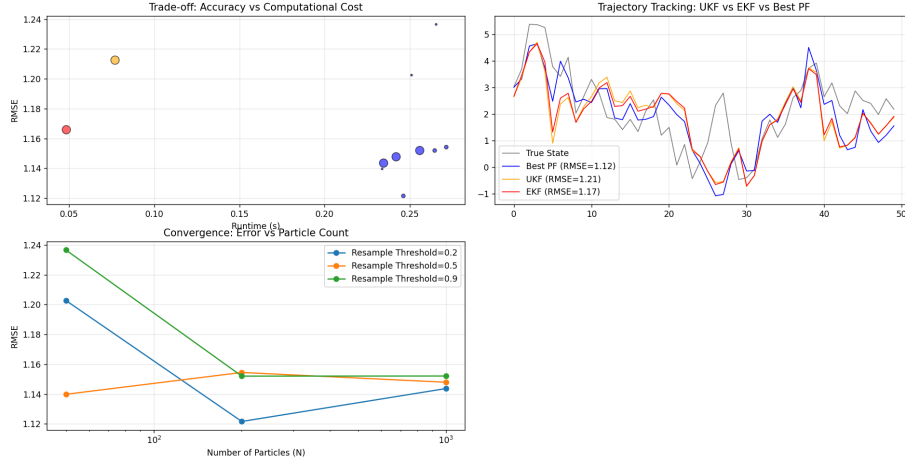 Trade-off: Accuracy vs Computational Cost
1.24
1.22
1.20
1.18
1.16
1.14
1.12
RMSE
0.05
0.10
0.15
0.20
0.25
Runtime (s)
Trajectory Tracking: UKF vs EKF vs Best PF
5
4
3
2
1
0
−1
True State
Best PF (RMSE=1.12)
UKF (RMSE=1.21)
EKF (RMSE=1.17)
0
10
20
30
40
50
Convergence: Error vs Particle Count
1.24
1.22
1.20
1.18
1.16
1.14
1.12
RMSE
Resample Threshold=0.2
Resample Threshold=0.5
Resample Threshold=0.9
10²
10³
Number of Particles (N)